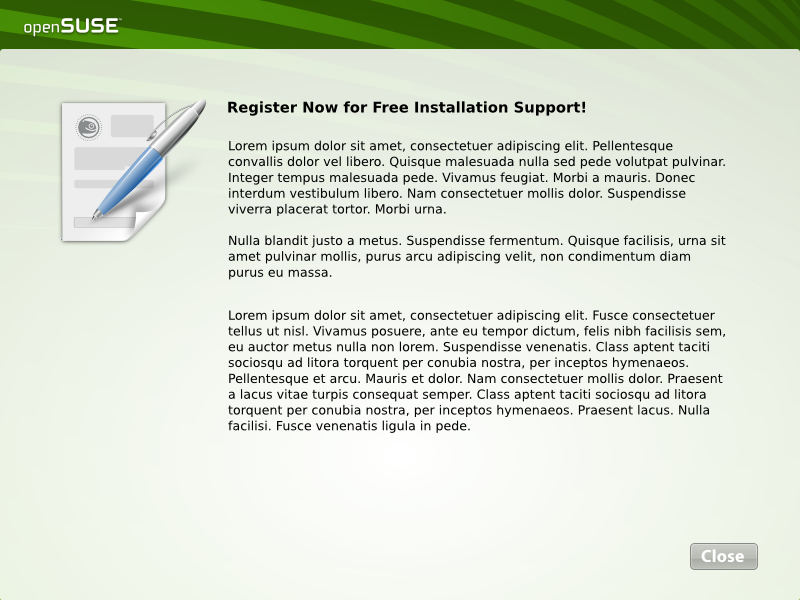 openSUSE™
Register Now for Free Installation Support!
Lorem ipsum dolor sit amet, consectetuer adipiscing elit. Pellentesque
convallis dolor vel libero. Quisque malesuada nulla sed pede volutpat pulvinar.
Integer tempus malesuada pede. Vivamus feugiat. Morbi a mauris. Donec
interdum vestibulum libero. Nam consectetuer mollis dolor. Suspendisse
viverra placerat tortor. Morbi urna.
Nulla blandit justo a metus. Suspendisse fermentum. Quisque facilisis, urna sit
amet pulvinar mollis, purus arcu adipiscing velit, non condimentum diam
purus eu massa.
Lorem ipsum dolor sit amet, consectetuer adipiscing elit. Fusce consectetuer
tellus ut nisl. Vivamus posuere, ante eu tempor dictum, felis nibh facilisis sem,
eu auctor metus nulla non lorem. Suspendisse venenatis. Class aptent taciti
sociosqu ad litora torquent per conubia nostra, per inceptos hymenaeos.
Pellentesque et arcu. Mauris et dolor. Nam consectetuer mollis dolor. Praesent
a lacus vitae turpis consequat semper. Class aptent taciti sociosqu ad litora
torquent per conubia nostra, per inceptos hymenaeos. Praesent lacus. Nulla
facilisi. Fusce venenatis ligula in pede.
Close